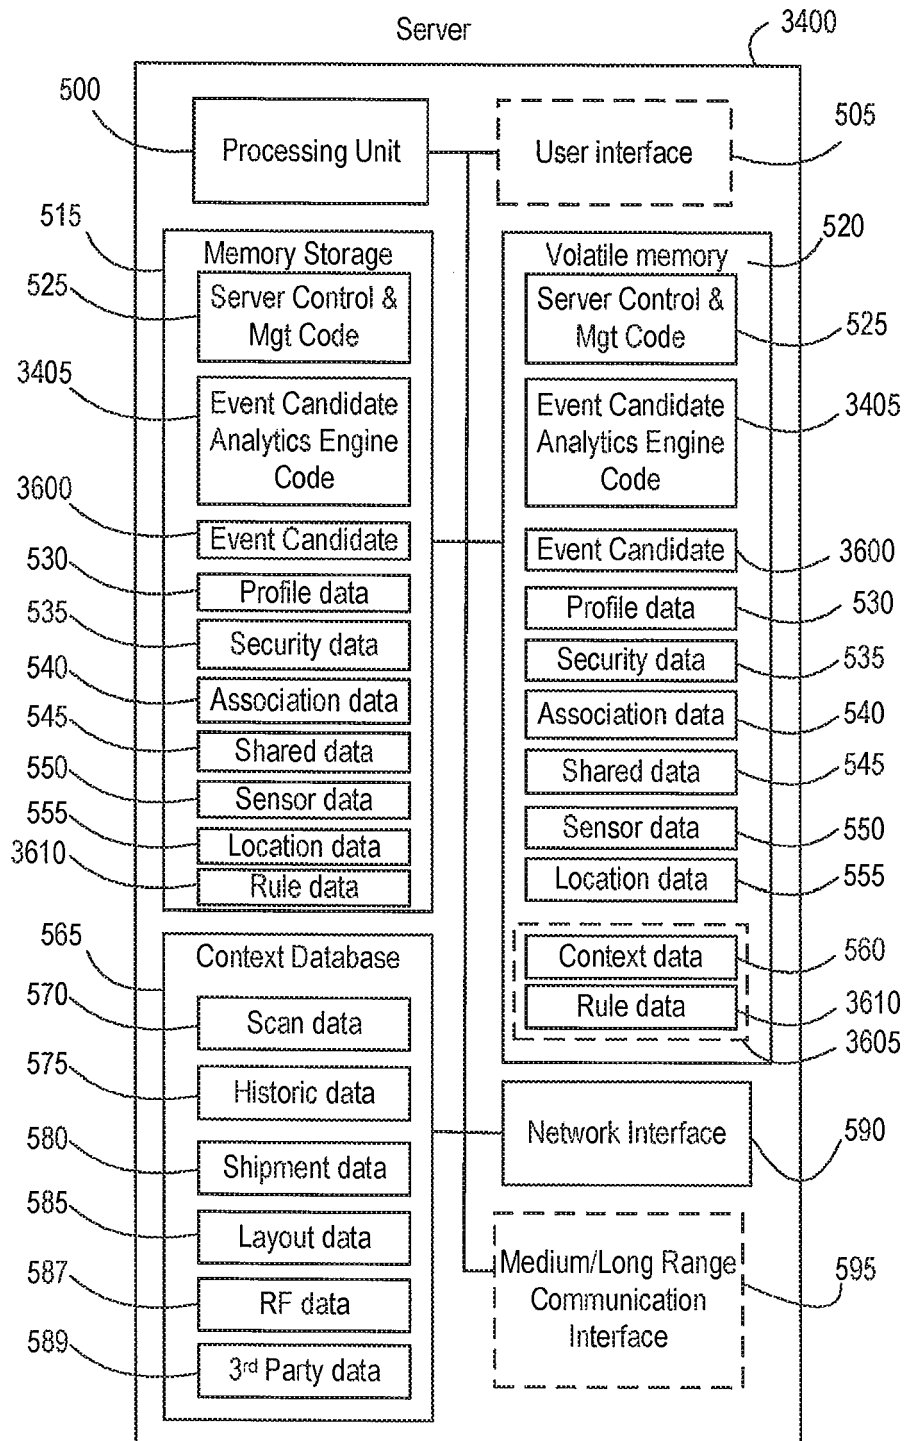 Server
3400
500
Processing Unit
User interface
505
515
Memory Storage
525
Server Control &
Mgt Code
3405
Event Candidate
Analytics Engine
Code
3600
Event Candidate
530
Profile data
535
Security data
540
Association data
545
Shared data
550
Sensor data
555
Location data
3610
Rule data
Volatile memory
520
Server Control &
Mgt Code
525
Event Candidate
Analytics Engine
Code
3405
Event Candidate
3600
Profile data
530
Security data
535
Association data
540
Shared data
545
Sensor data
550
Location data
555
Context data
560
Rule data
3610
3605
565
Context Database
570
Scan data
575
Historic data
580
Shipment data
585
Layout data
587
RF data
589
3rd Party data
Network Interface
590
Medium/Long Range
Communication
Interface
595